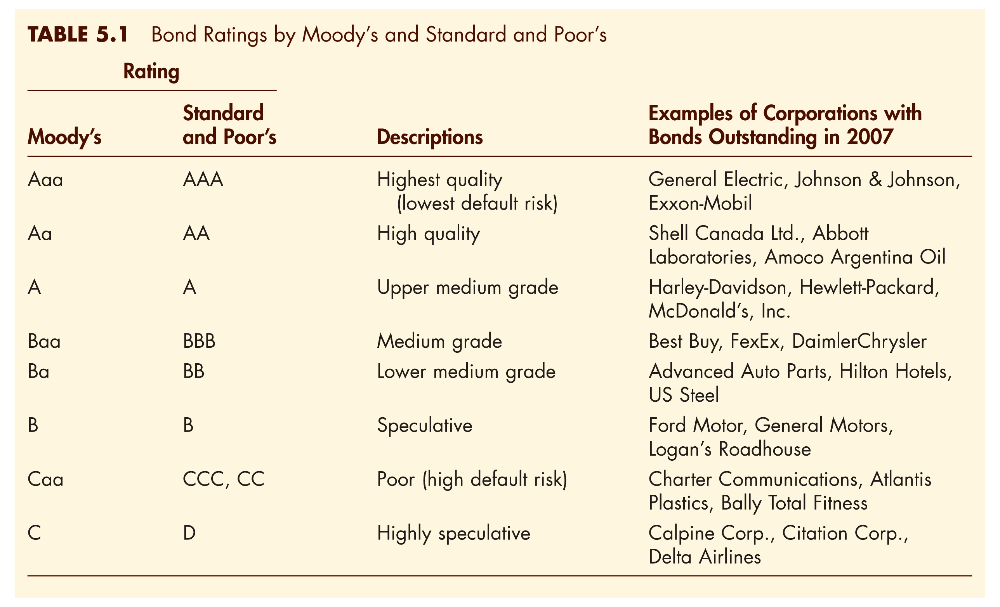 TABLE 5.1 Bond Ratings by Moody's and Standard and Poor's
Rating
Moody's Standard and Poor's Descriptions Examples of Corporations with Bonds Outstanding in 2007
Aaa AAA Highest quality General Electric, Johnson & Johnson,
(lowest default risk) Exxon-Mobil
Aa AA High quality Shell Canada Ltd., Abbott
Laboratories, Amoco Argentina Oil
A A Upper medium grade Harley-Davidson, Hewlett-Packard,
McDonald's, Inc.
Baa BBB Medium grade Best Buy, FexEx, DaimlerChrysler
Ba BB Lower medium grade Advanced Auto Parts, Hilton Hotels,
US Steel
B B Speculative Ford Motor, General Motors,
Logan's Roadhouse
Caa CCC, CC Poor (high default risk) Charter Communications, Atlantis
Plastics, Bally Total Fitness
C D Highly speculative Calpine Corp., Citation Corp.,
Delta Airlines